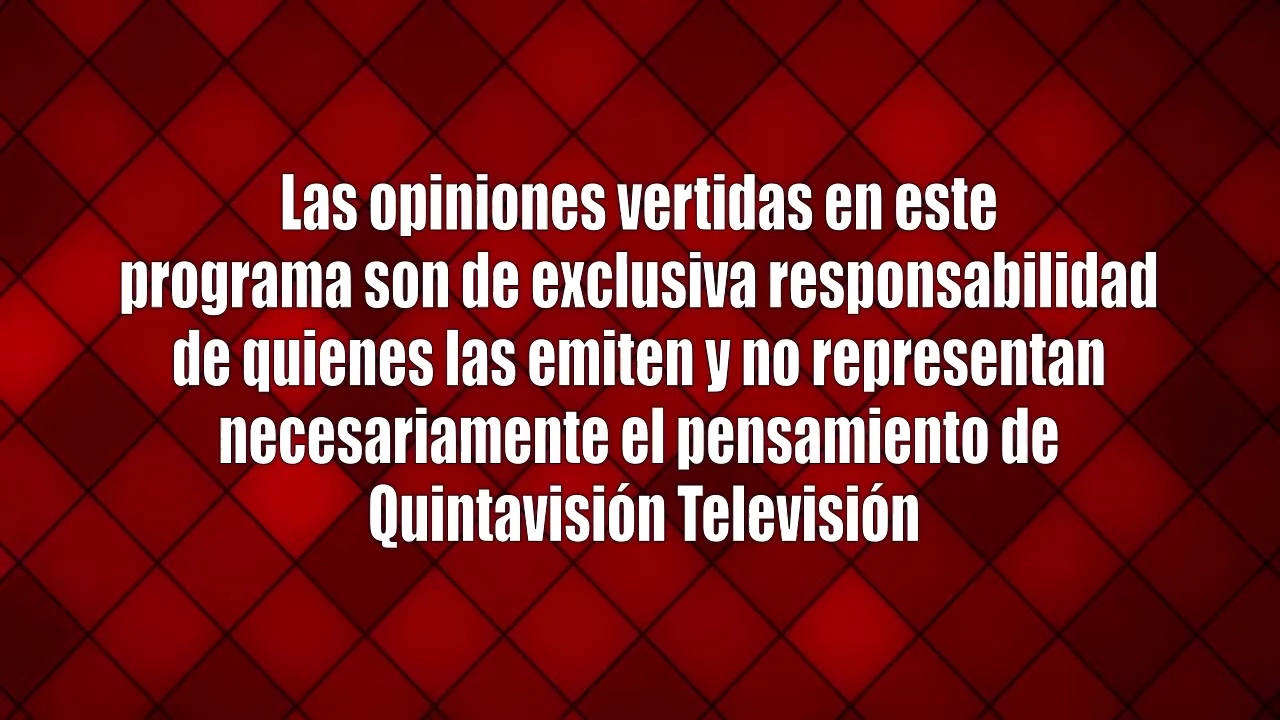 Las opiniones vertidas en este
programa son de exclusiva responsabilidad
de quienes las emiten y no representan
necesariamente el pensamiento de
Quintavisión Televisión